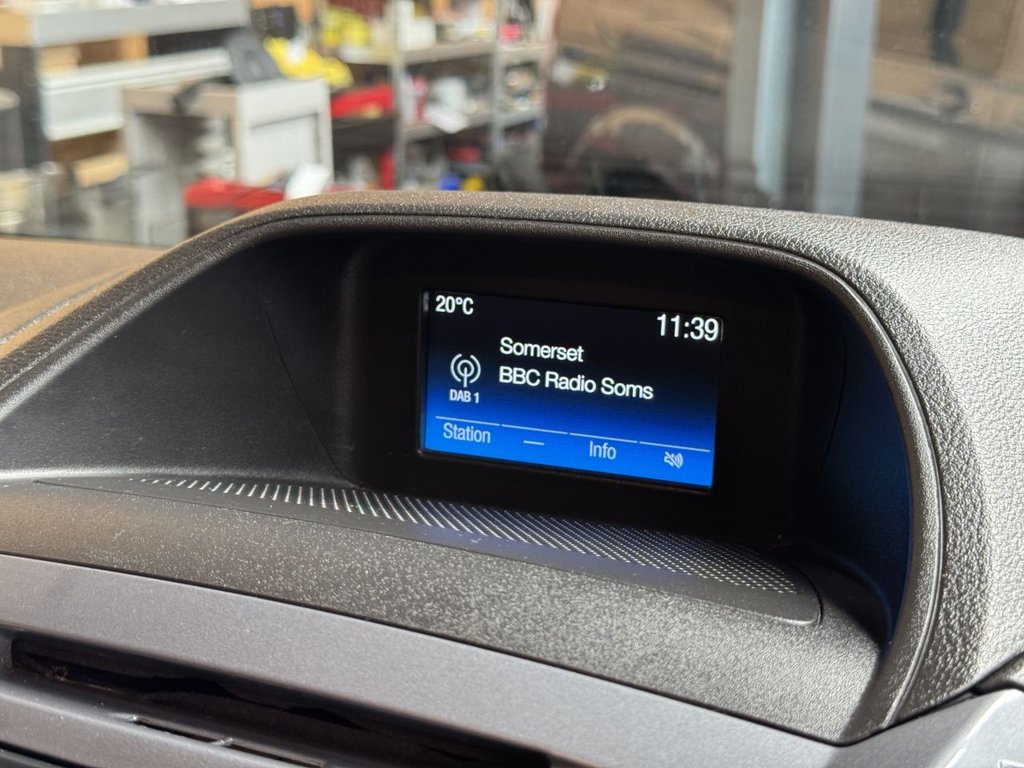 20°C
11:39
Somerset
BBC Radio Soms
DAB 1
Station
—
Info